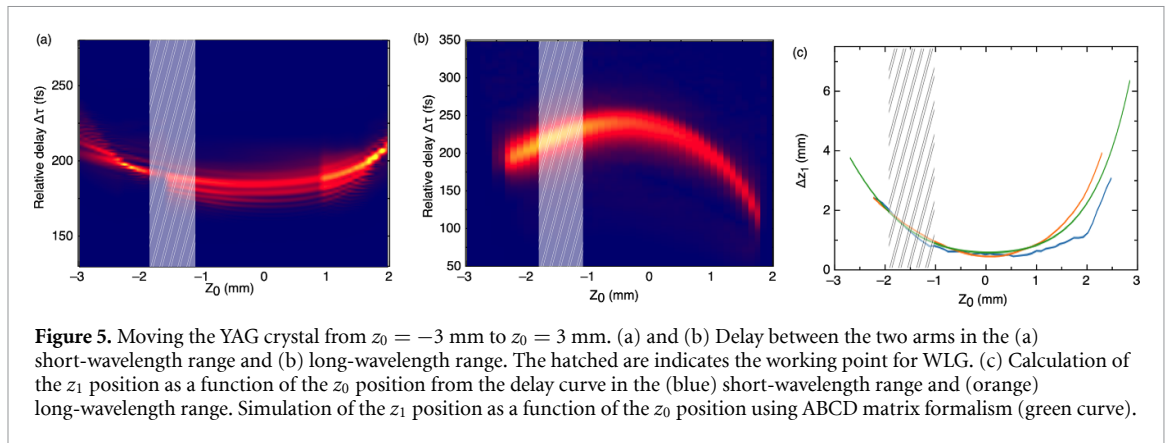 (a)
250
200
150
Relative delay Δτ (fs)
−3 −2 −1 0 1 2
Z0 (mm)
(b)
350
300
250
200
150
100
50
Relative delay Δτ (fs)
−3 −2 −1 0 1 2
Z0 (mm)
(c)
6
4
2
0
Δz1 (mm)
−3 −2 −1 0 1 2 3
Z0 (mm)
Figure 5. Moving the YAG crystal from z0 = −3 mm to z0 = 3 mm. (a) and (b) Delay between the two arms in the (a)
short-wavelength range and (b) long-wavelength range. The hatched are indicates the working point for WLG. (c) Calculation of
the z1 position as a function of the z0 position from the delay curve in the (blue) short-wavelength range and (orange)
long-wavelength range. Simulation of the z1 position as a function of the z0 position using ABCD matrix formalism (green curve).